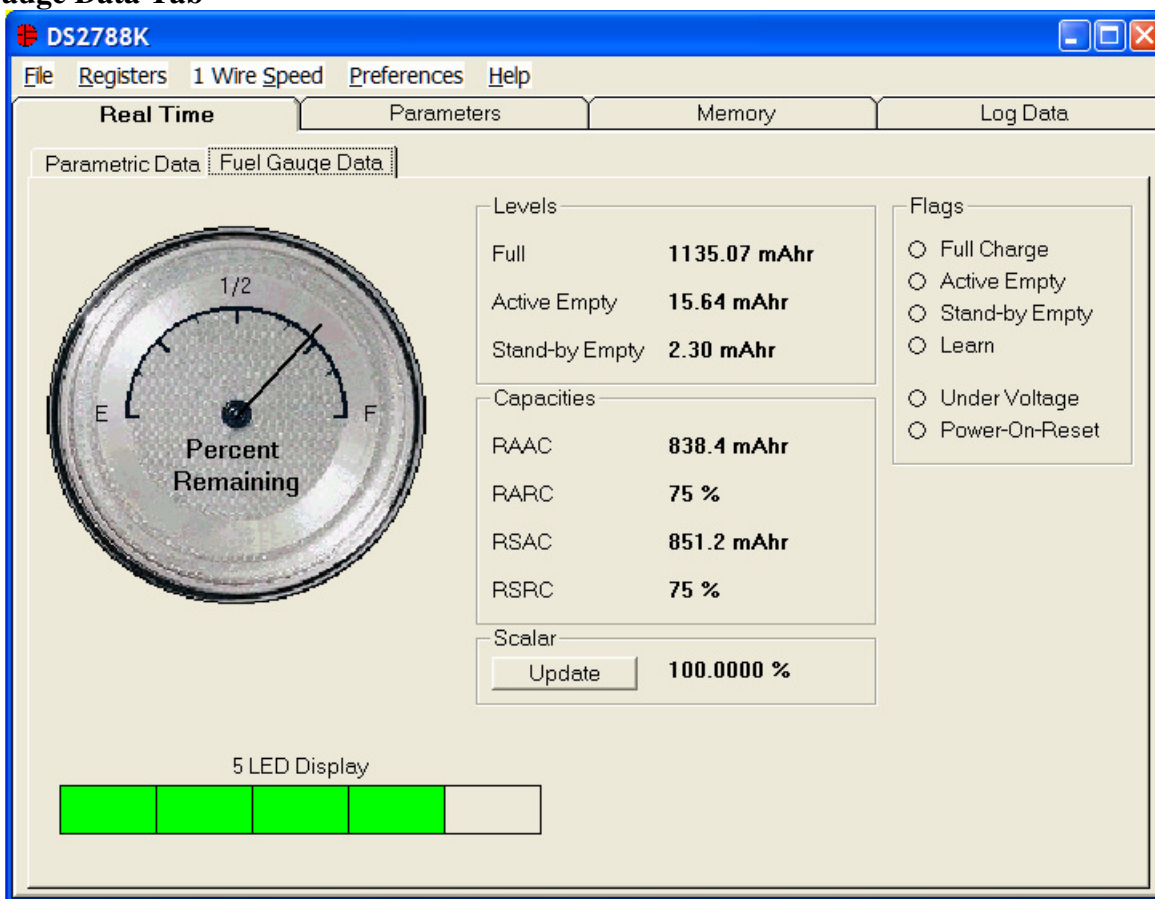 auge Data Tab
DS2788K
File Registers 1 Wire Speed Preferences Help
Real Time Parameters Memory Log Data
Parametric Data Fuel Gauge Data
1/2
E F
Percent
Remaining
Levels
Full 1135.07 mAhr
Active Empty 15.64 mAhr
Stand-by Empty 2.30 mAhr
Capacities
RAAC 838.4 mAhr
RARC 75 %
RSAC 851.2 mAhr
RSRC 75 %
Scalar
Update 100.0000 %
Flags
Full Charge
Active Empty
Stand-by Empty
Learn
Under Voltage
Power-On-Reset
5 LED Display